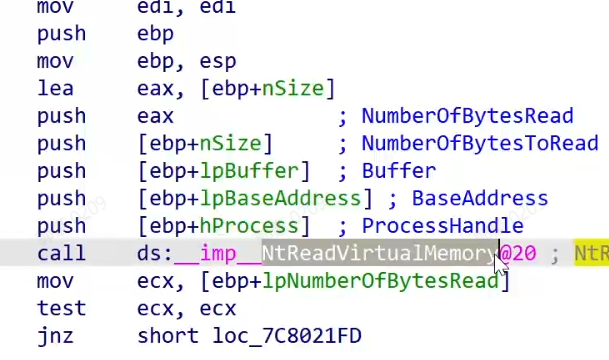 mov edi, edi
push ebp
mov ebp, esp
lea eax, [ebp+nSize]
push eax ; NumberOfBytesRead
push [ebp+nSize] ; NumberOfBytesToRead
push [ebp+lpBuffer] ; Buffer
push [ebp+lpBaseAddress] ; BaseAddress
push [ebp+hProcess] ; ProcessHandle
call ds:__imp__NtReadVirtualMemory@20 ; NtR
mov ecx, [ebp+lpNumberOfBytesRead]
test ecx, ecx
jnz short loc_7C8021FD